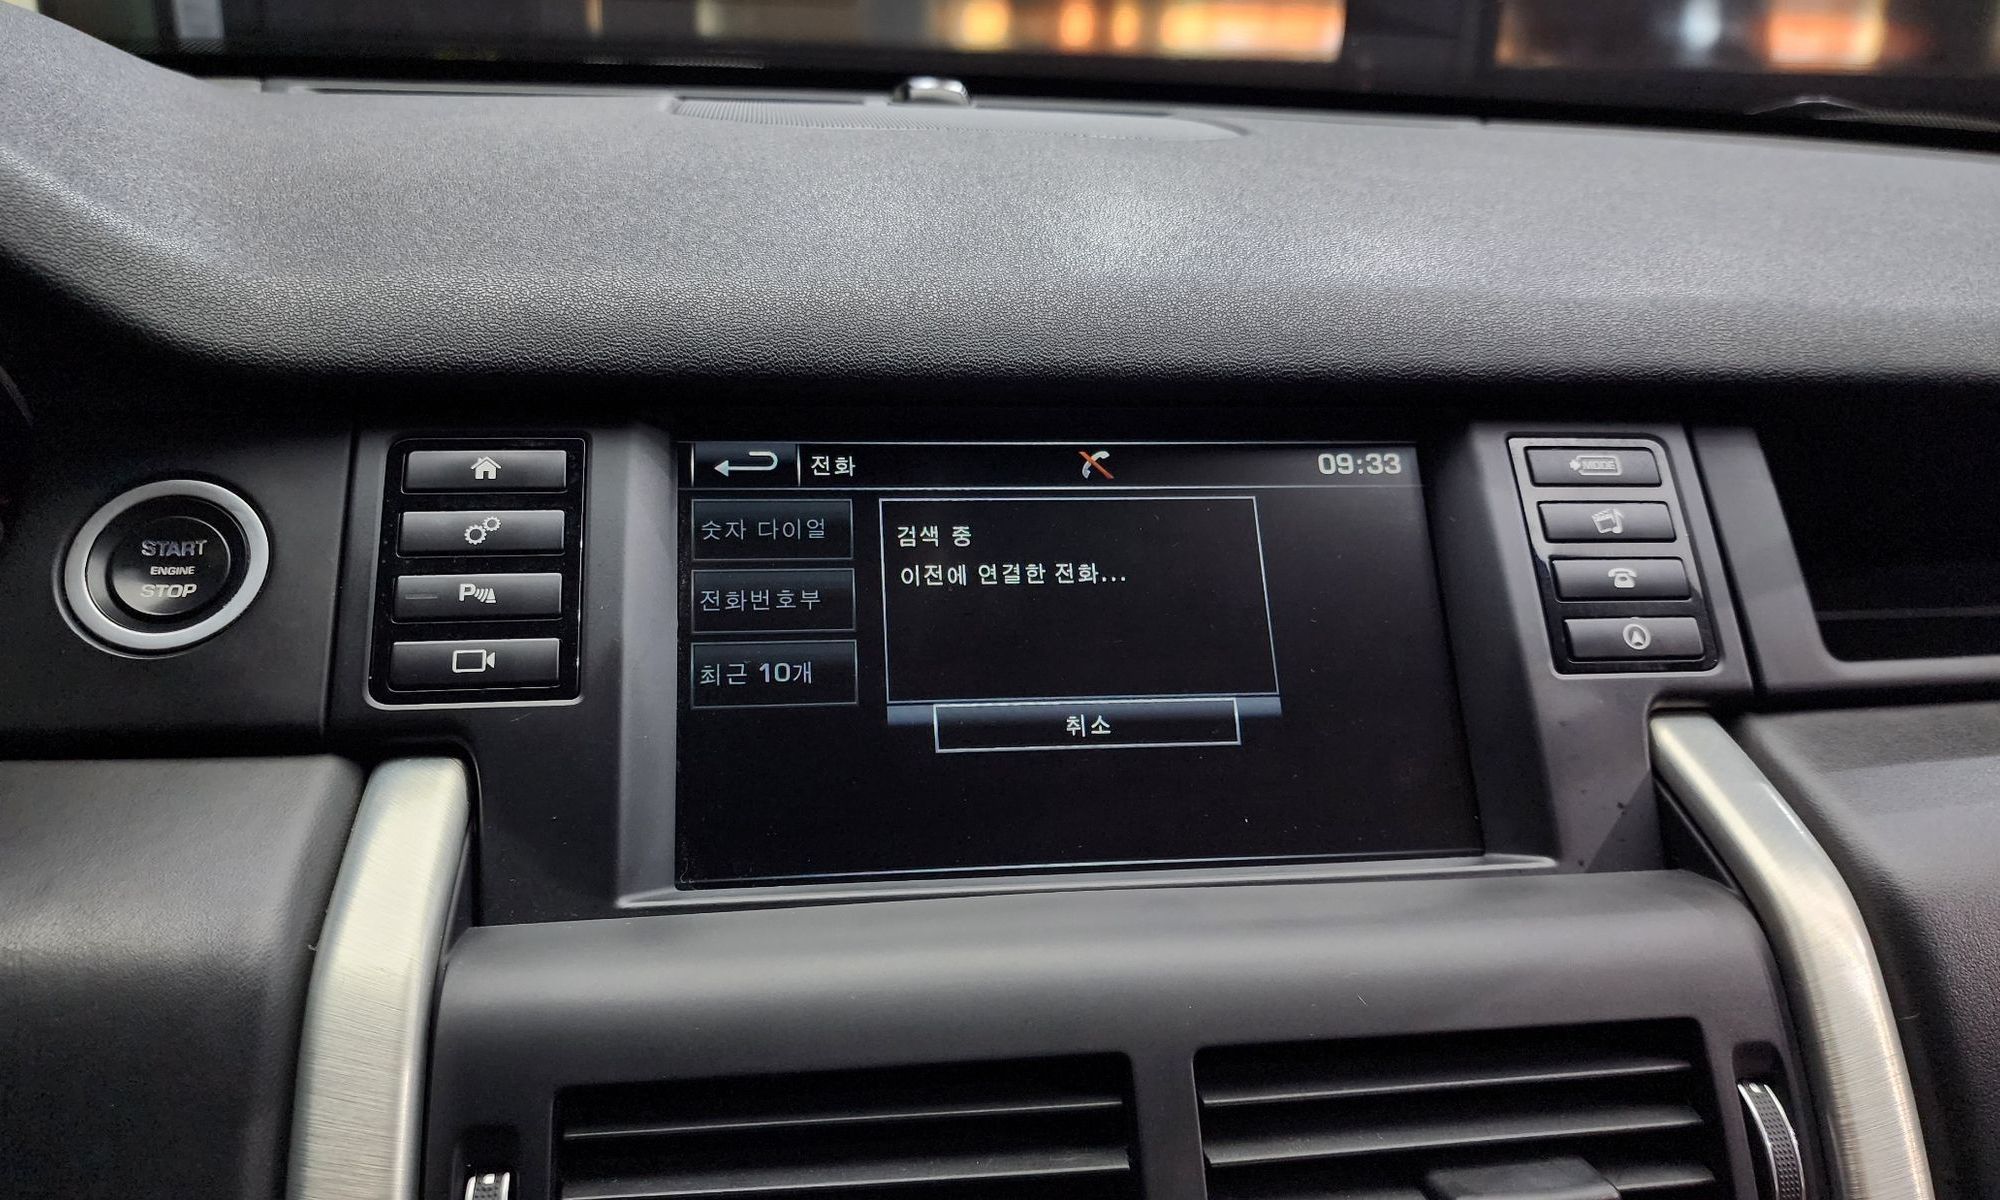 전화
09:33
숫자 다이얼
전화번호부
최근 10개
검색 중
이전에 연결한 전화...
취소
START
ENGINE
STOP
P
MODE